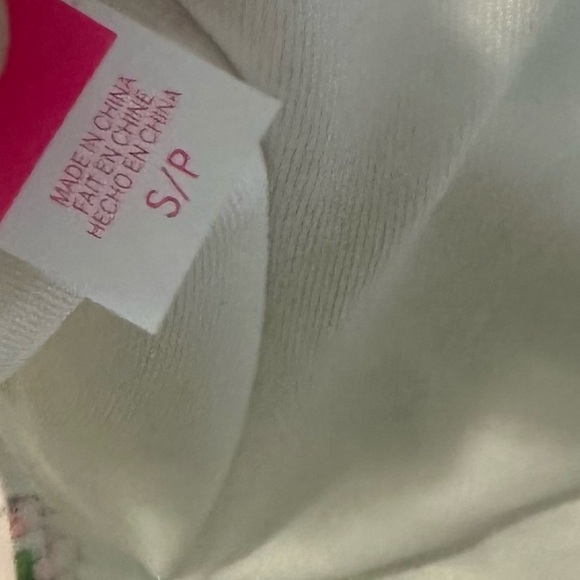 MADE IN CHINA
FAIT EN CHINE
HECHO EN CHINA
S/P